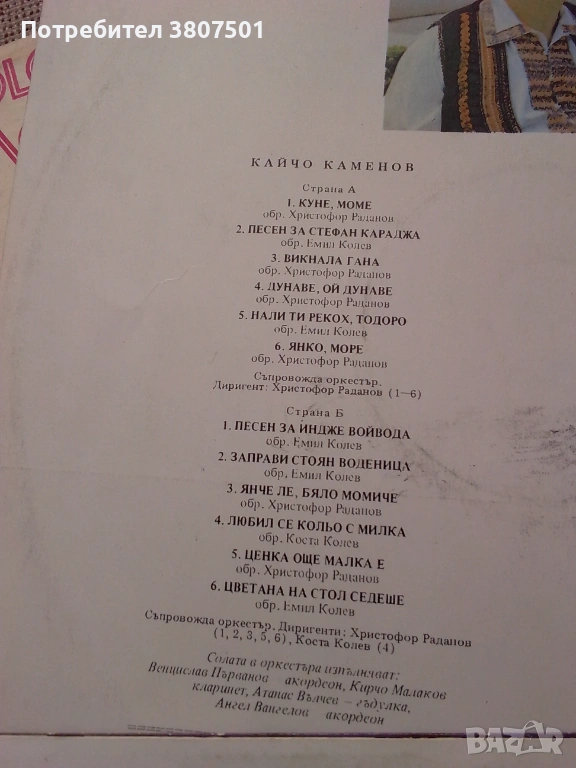 Потребител 3807501
КАЙЧО КАМЕНОВ
Страна А
1. КУНЕ, МОМЕ
обр. Христофор Раданов
2. ПЕСЕН ЗА СТЕФАН КАРАДЖА
обр. Емил Колев
3. ВИКНАЛА ГАНА
обр. Христофор Раданов
4. ДУНАВЕ, ОЙ ДУНАВЕ
обр. Христофор Раданов
5. НАЛИ ТИ РЕКОХ, ТОДОРО
обр. Емил Колев
6. ЯНКО, МОРЕ
обр. Христофор Раданов
Съпровожда оркестър.
Диригент: Христофор Раданов (1—6)
Страна Б
1. ПЕСЕН ЗА ИНДЖЕ ВОЙВОДА
обр. Емил Колев
2. ЗАПРАВИ СТОЯН ВОДЕНИЦА
обр, Емил Колев
3. ЯНЧЕ ЛЕ, БЯЛО МОМИЧЕ
обр. Христофор Раданов
4. ЛЮБИЛ СЕ КОЛЬО С МИЛКА
обр. Коста Колев
5. ЦЕНКА ОЩЕ МАЛКА Е
обр. Христофор Раданов
6. ЦВЕТАНА НА СТОЛ СЕДЕШЕ
обр. Емил Колев
Съпровожда оркестър. Диригенти: Христофор Раданов
(1, 2, 3, 5, 6), Коста Колев (4)
Солата в оркестъра изпълняват:
Венцислав Първанов — акордеон, Кирчо Малаков
кларинет, Атанас Вълчев — гъдулка,
Ангел Вангелов — акордеон
BAZAR